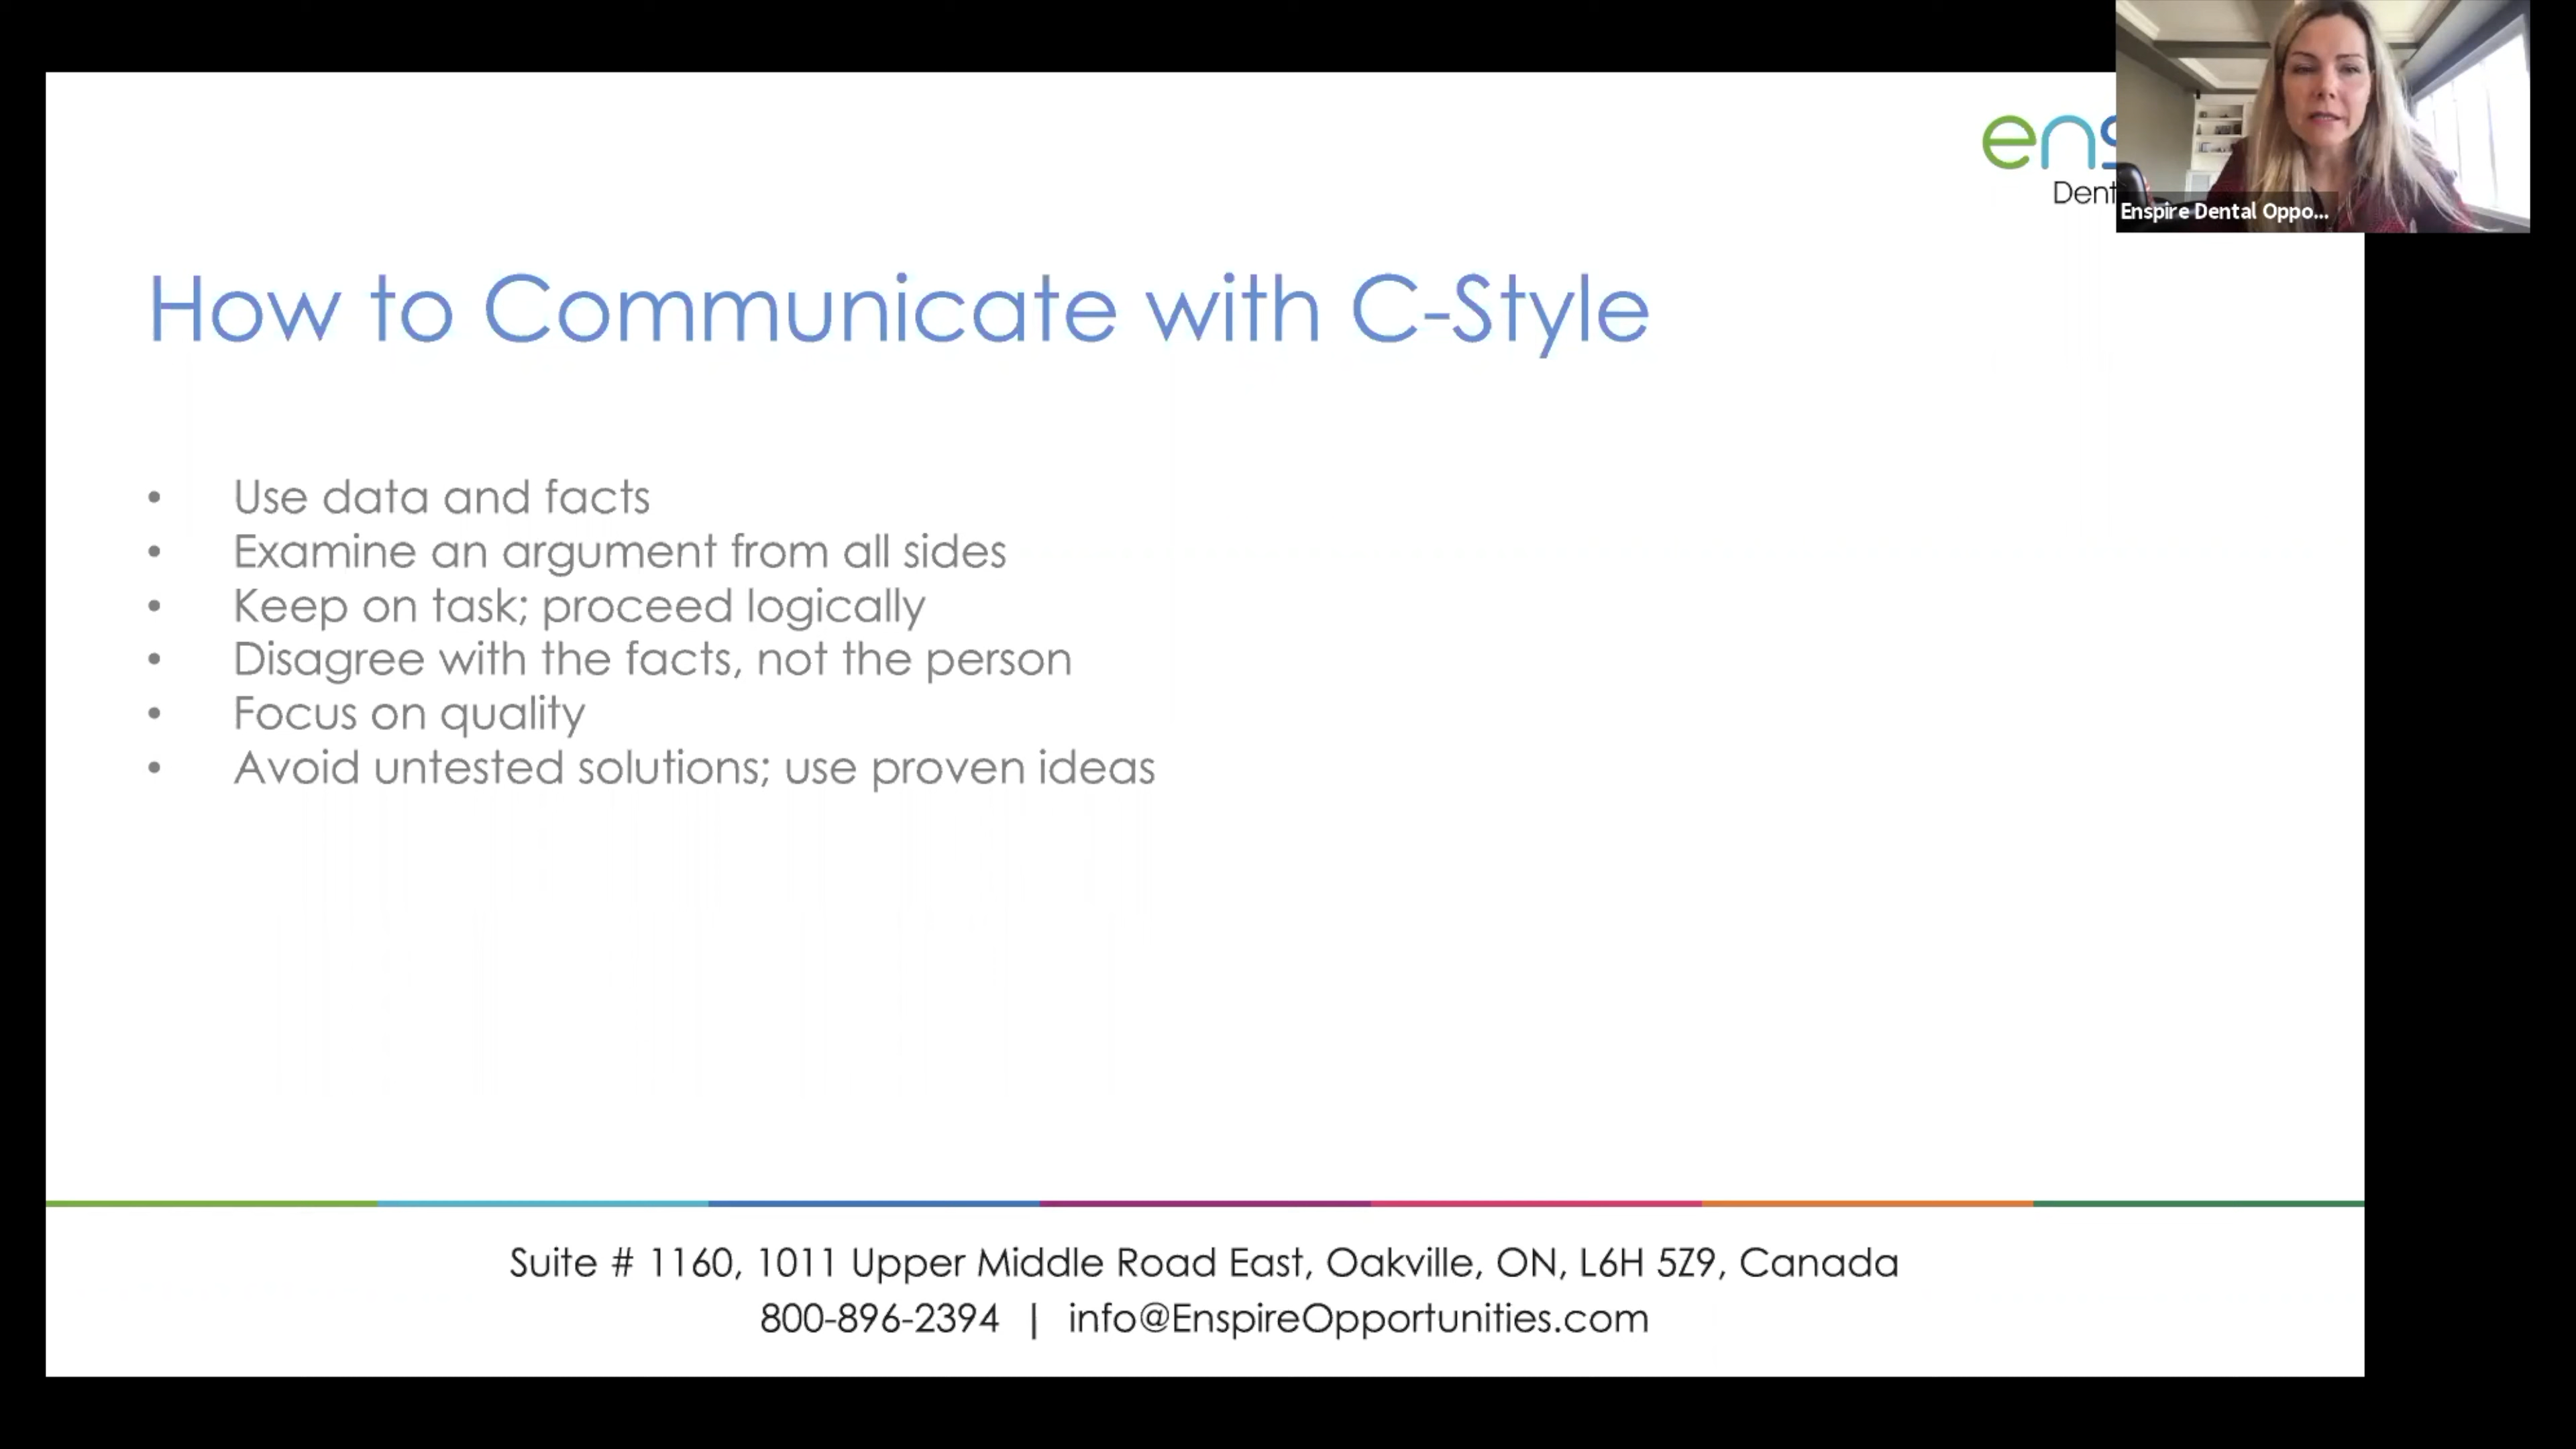 Enspire Dental Oppo...
How to Communicate with C-Style
• Use data and facts
• Examine an argument from all sides
• Keep on task; proceed logically
• Disagree with the facts, not the person
• Focus on quality
• Avoid untested solutions; use proven ideas
Suite # 1160, 1011 Upper Middle Road East, Oakville, ON, L6H 5Z9, Canada
800-896-2394 | info@EnspireOpportunities.com